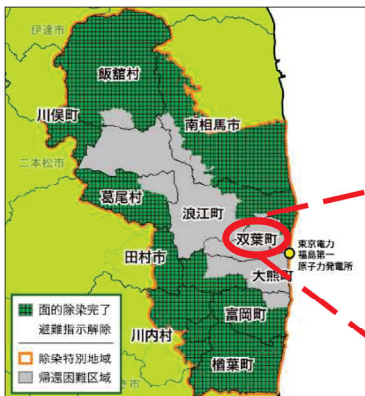 伊達市
飯舘村
川俣町
南相馬市
二本松市
葛尾村
浪江町
双葉町
東京電力
福島第一
原子力発電所
田村市
大熊町
面的除染完了
避難指示解除
富岡町
川内村
除染特別地域
帰還困難区域
楢葉町
き市